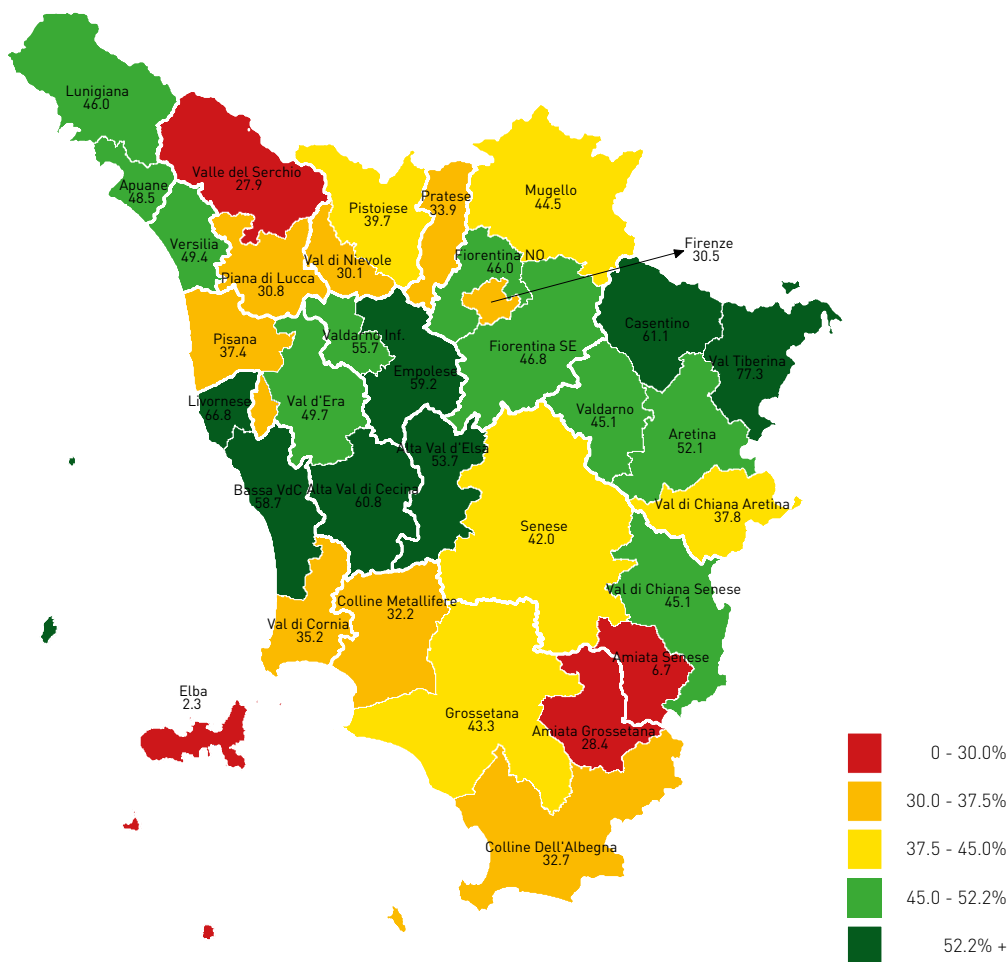 Lunigiana
46.0
Apuane
48.5
Valle del Serchio
27.9
Versilia
49.4
Pistoiese
39.7
Pratese
33.9
Mugello
44.5
Firenze
30.5
Fiorentina NO
46.0
Val di Nievole
30.1
Piana di Lucca
30.8
Pisana
37.4
Valdarno Inf.
55.7
Empolese
59.2
Fiorentina SE
46.8
Casentino
61.1
Val Tiberina
77.3
Livornese
66.8
Val d'Era
49.7
Valdarno
45.1
Aretina
52.1
Alta Val d'Elsa
53.7
Bassa VdC
58.7
Alta Val di Cecina
60.8
Val di Chiana Aretina
37.8
Senese
42.0
Val di Chiana Senese
45.1
Colline Metallifere
32.2
Val di Cornia
35.2
Amiata Senese
6.7
Elba
2.3
Grossetana
43.3
Amiata Grossetana
28.4
Colline Dell'Albegna
32.7
0 - 30.0%
30.0 - 37.5%
37.5 - 45.0%
45.0 - 52.2%
52.2% +